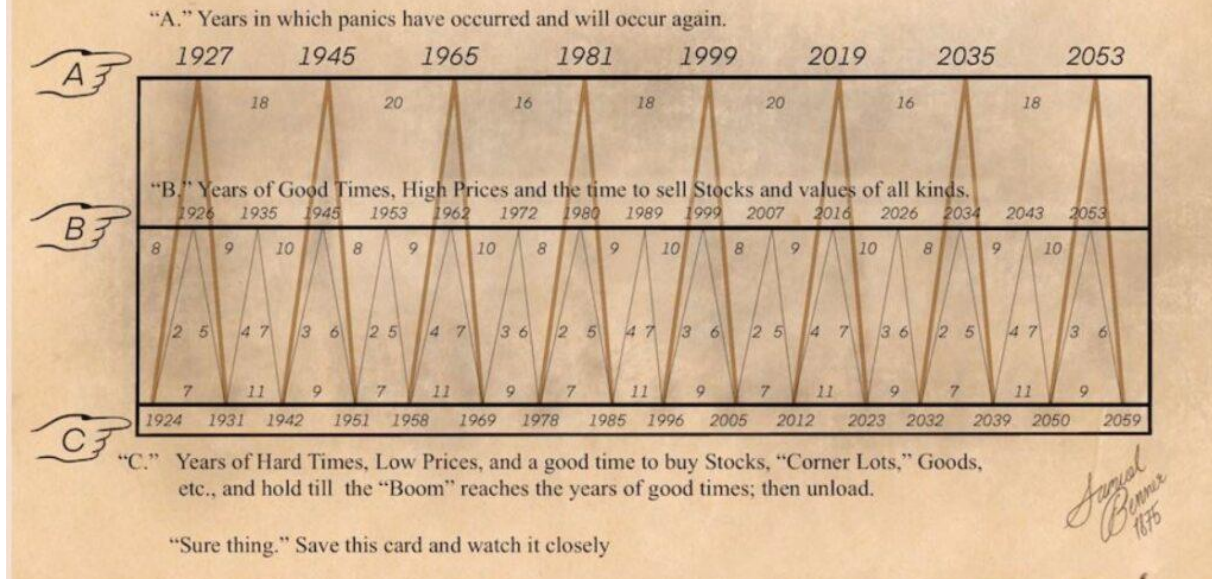 “A.” Years in which panics have occurred and will occur again.
A
1927 1945 1965 1981 1999 2019 2035 2053
18 20 16 18 20 16 18
“B.” Years of Good Times, High Prices and the time to sell Stocks and values of all kinds.
B
1926 1935 1945 1953 1962 1972 1980 1989 1999 2007 2016 2026 2034 2043 2053
8 9 10 8 9 10 8 9 10 8 9 10 8 9 10
2 5 4 7 3 6 2 5 4 7 3 6 2 5 4 7 3 6 2 5 4 7 3 6 2 5 4 7 3 6
7 11 9 7 11 9 7 11 9 7 11 9 7 11 9
1924 1931 1942 1951 1958 1969 1978 1985 1996 2005 2012 2023 2032 2039 2050 2059
C
“C.” Years of Hard Times, Low Prices, and a good time to buy Stocks, “Corner Lots,” Goods,
etc., and hold till the “Boom” reaches the years of good times; then unload.
Samuel
Benner
1875
“Sure thing.” Save this card and watch it closely